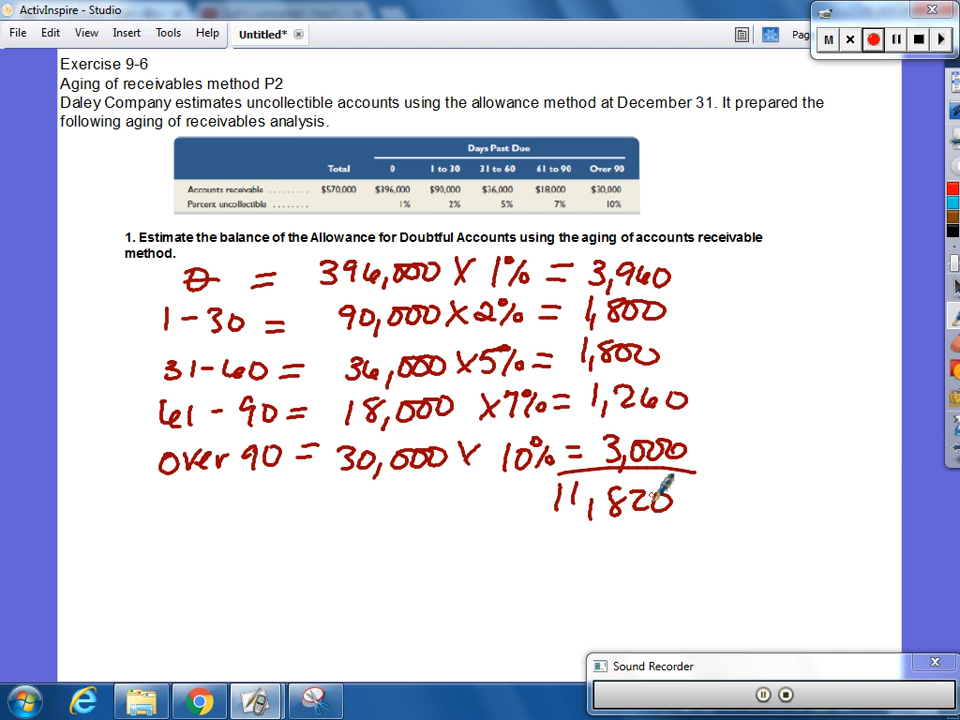 ActivInspire - Studio
File Edit View Insert Tools Help Untitled* Pag
M
Exercise 9-6
Aging of receivables method P2
Daley Company estimates uncollectible accounts using the allowance method at December 31. It prepared the
following aging of receivables analysis.
Days Past Due
Total 0 1 to 30 31 to 60 61 to 90 Over 90
Accounts receivable ......... $570,000 $396,000 $90,000 $36,000 $18,000 $30,000
Percent uncollectible ........ 1% 2% 5% 7% 10%
1. Estimate the balance of the Allowance for Doubtful Accounts using the aging of accounts receivable
method.
0 = 396,000 X 1% = 3,960
1 - 30 = 90,000 X 2% = 1,800
31 - 60 = 36,000 X 5% = 1,800
61 - 90 = 18,000 X 7% = 1,260
over 90 = 30,000 X 10% = 3,000
11,820
Sound Recorder